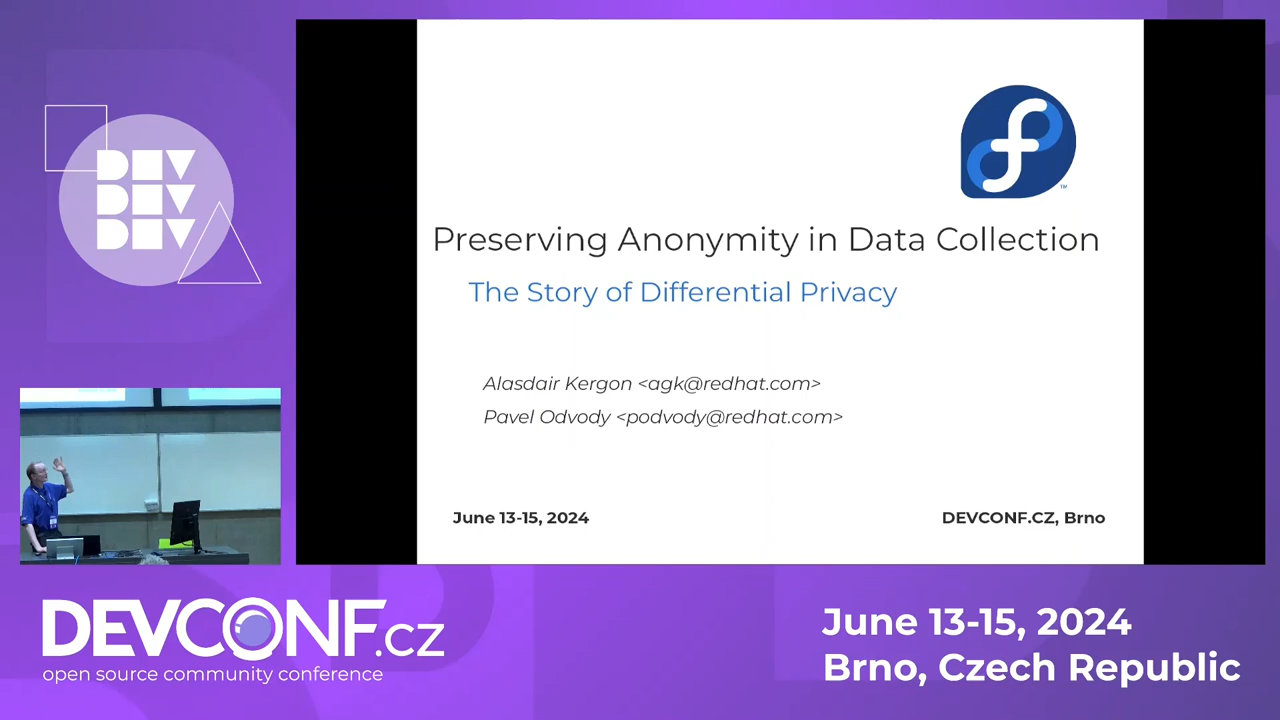 DEV
DEV
DEV
Preserving Anonymity in Data Collection
The Story of Differential Privacy
Alasdair Kergon <agk@redhat.com>
Pavel Odvody <podvody@redhat.com>
June 13-15, 2024
DEVCONF.CZ, Brno
DEVCONF.cz
open source community conference
June 13-15, 2024
Brno, Czech Republic